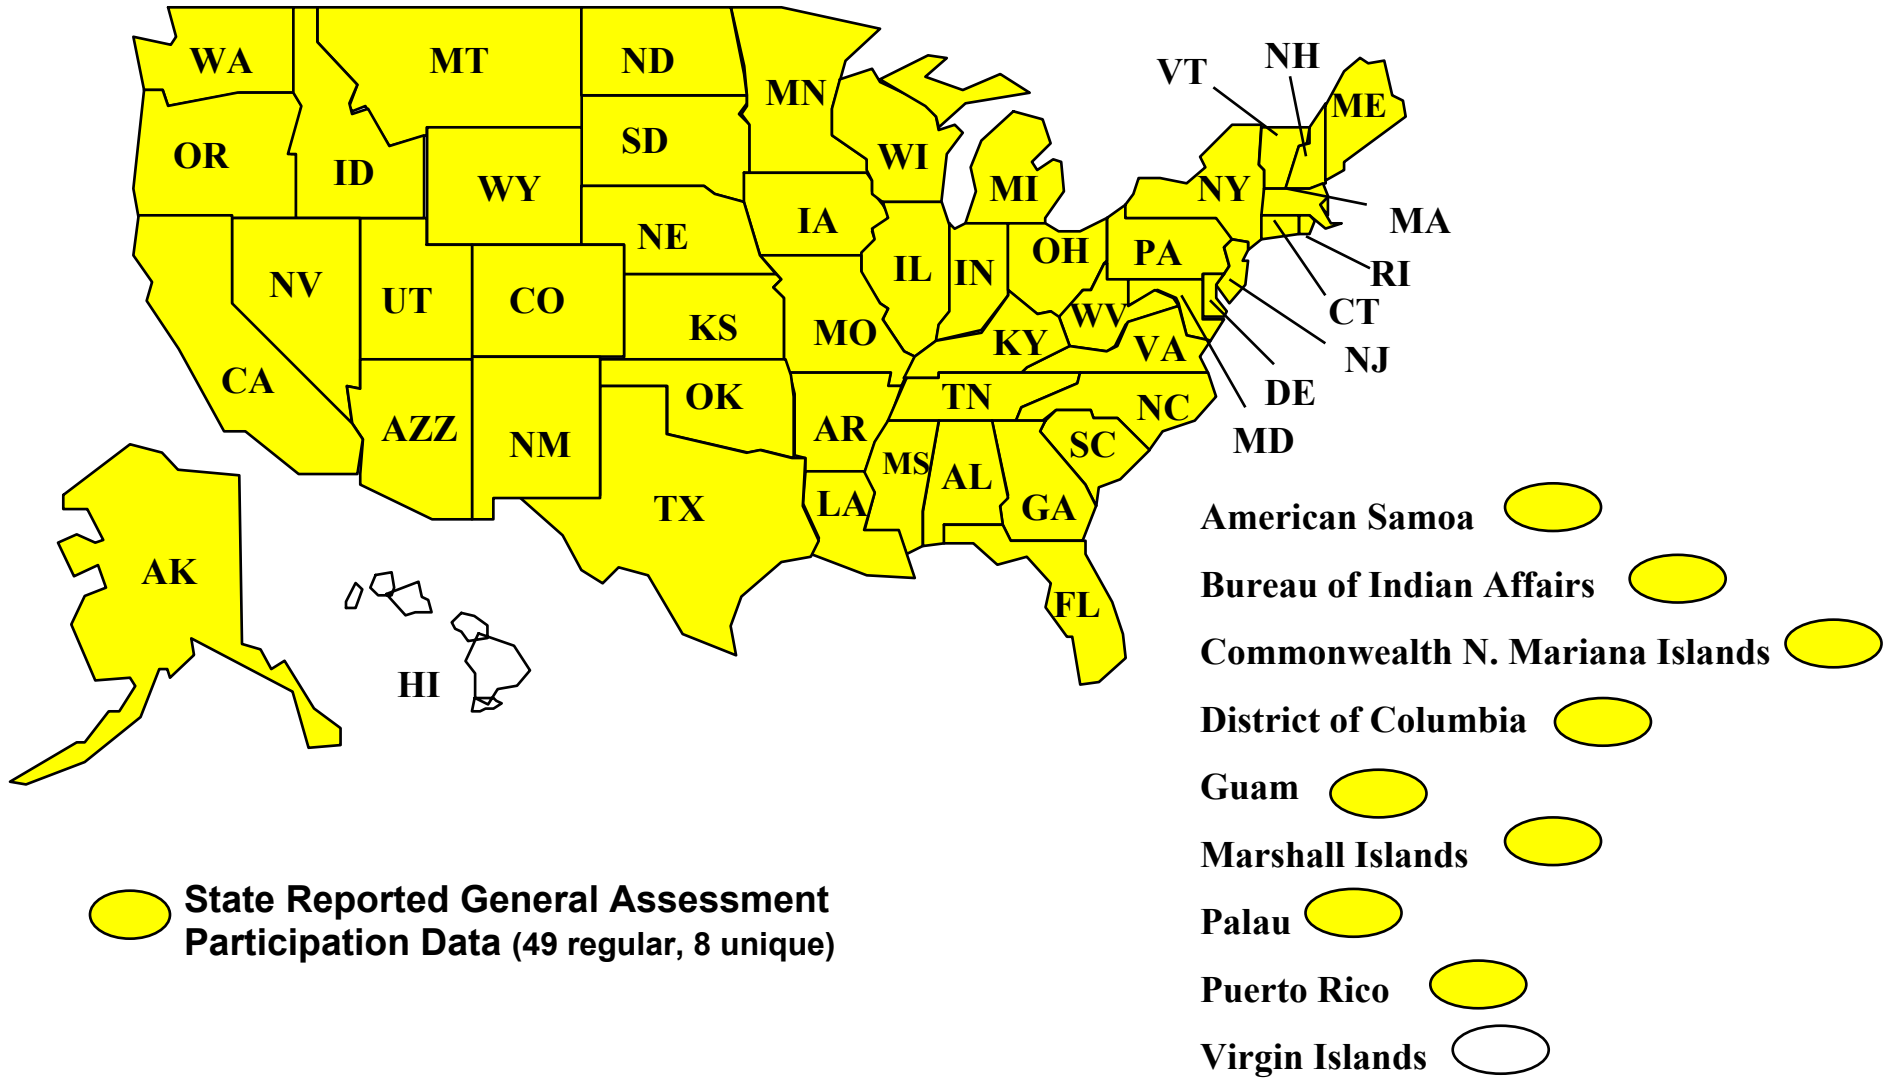 WA
MT
ND
MN
VT
NH
ME
OR
ID
WY
SD
WI
MI
NY
MA
NV
UT
CO
NE
IA
IL
IN
OH
PA
RI
CT
NJ
CA
KS
MO
KY
WV
VA
DE
MD
AZZ
NM
OK
AR
TN
NC
SC
MS
AL
GA
TX
LA
FL
AK
HI
American Samoa
Bureau of Indian Affairs
Commonwealth N. Mariana Islands
District of Columbia
Guam
Marshall Islands
Palau
Puerto Rico
Virgin Islands
State Reported General Assessment
Participation Data (49 regular, 8 unique)